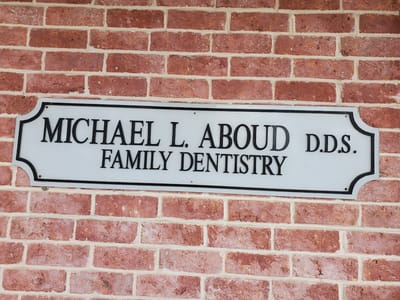 MICHAEL L. ABOUD D.D.S.
FAMILY DENTISTRY